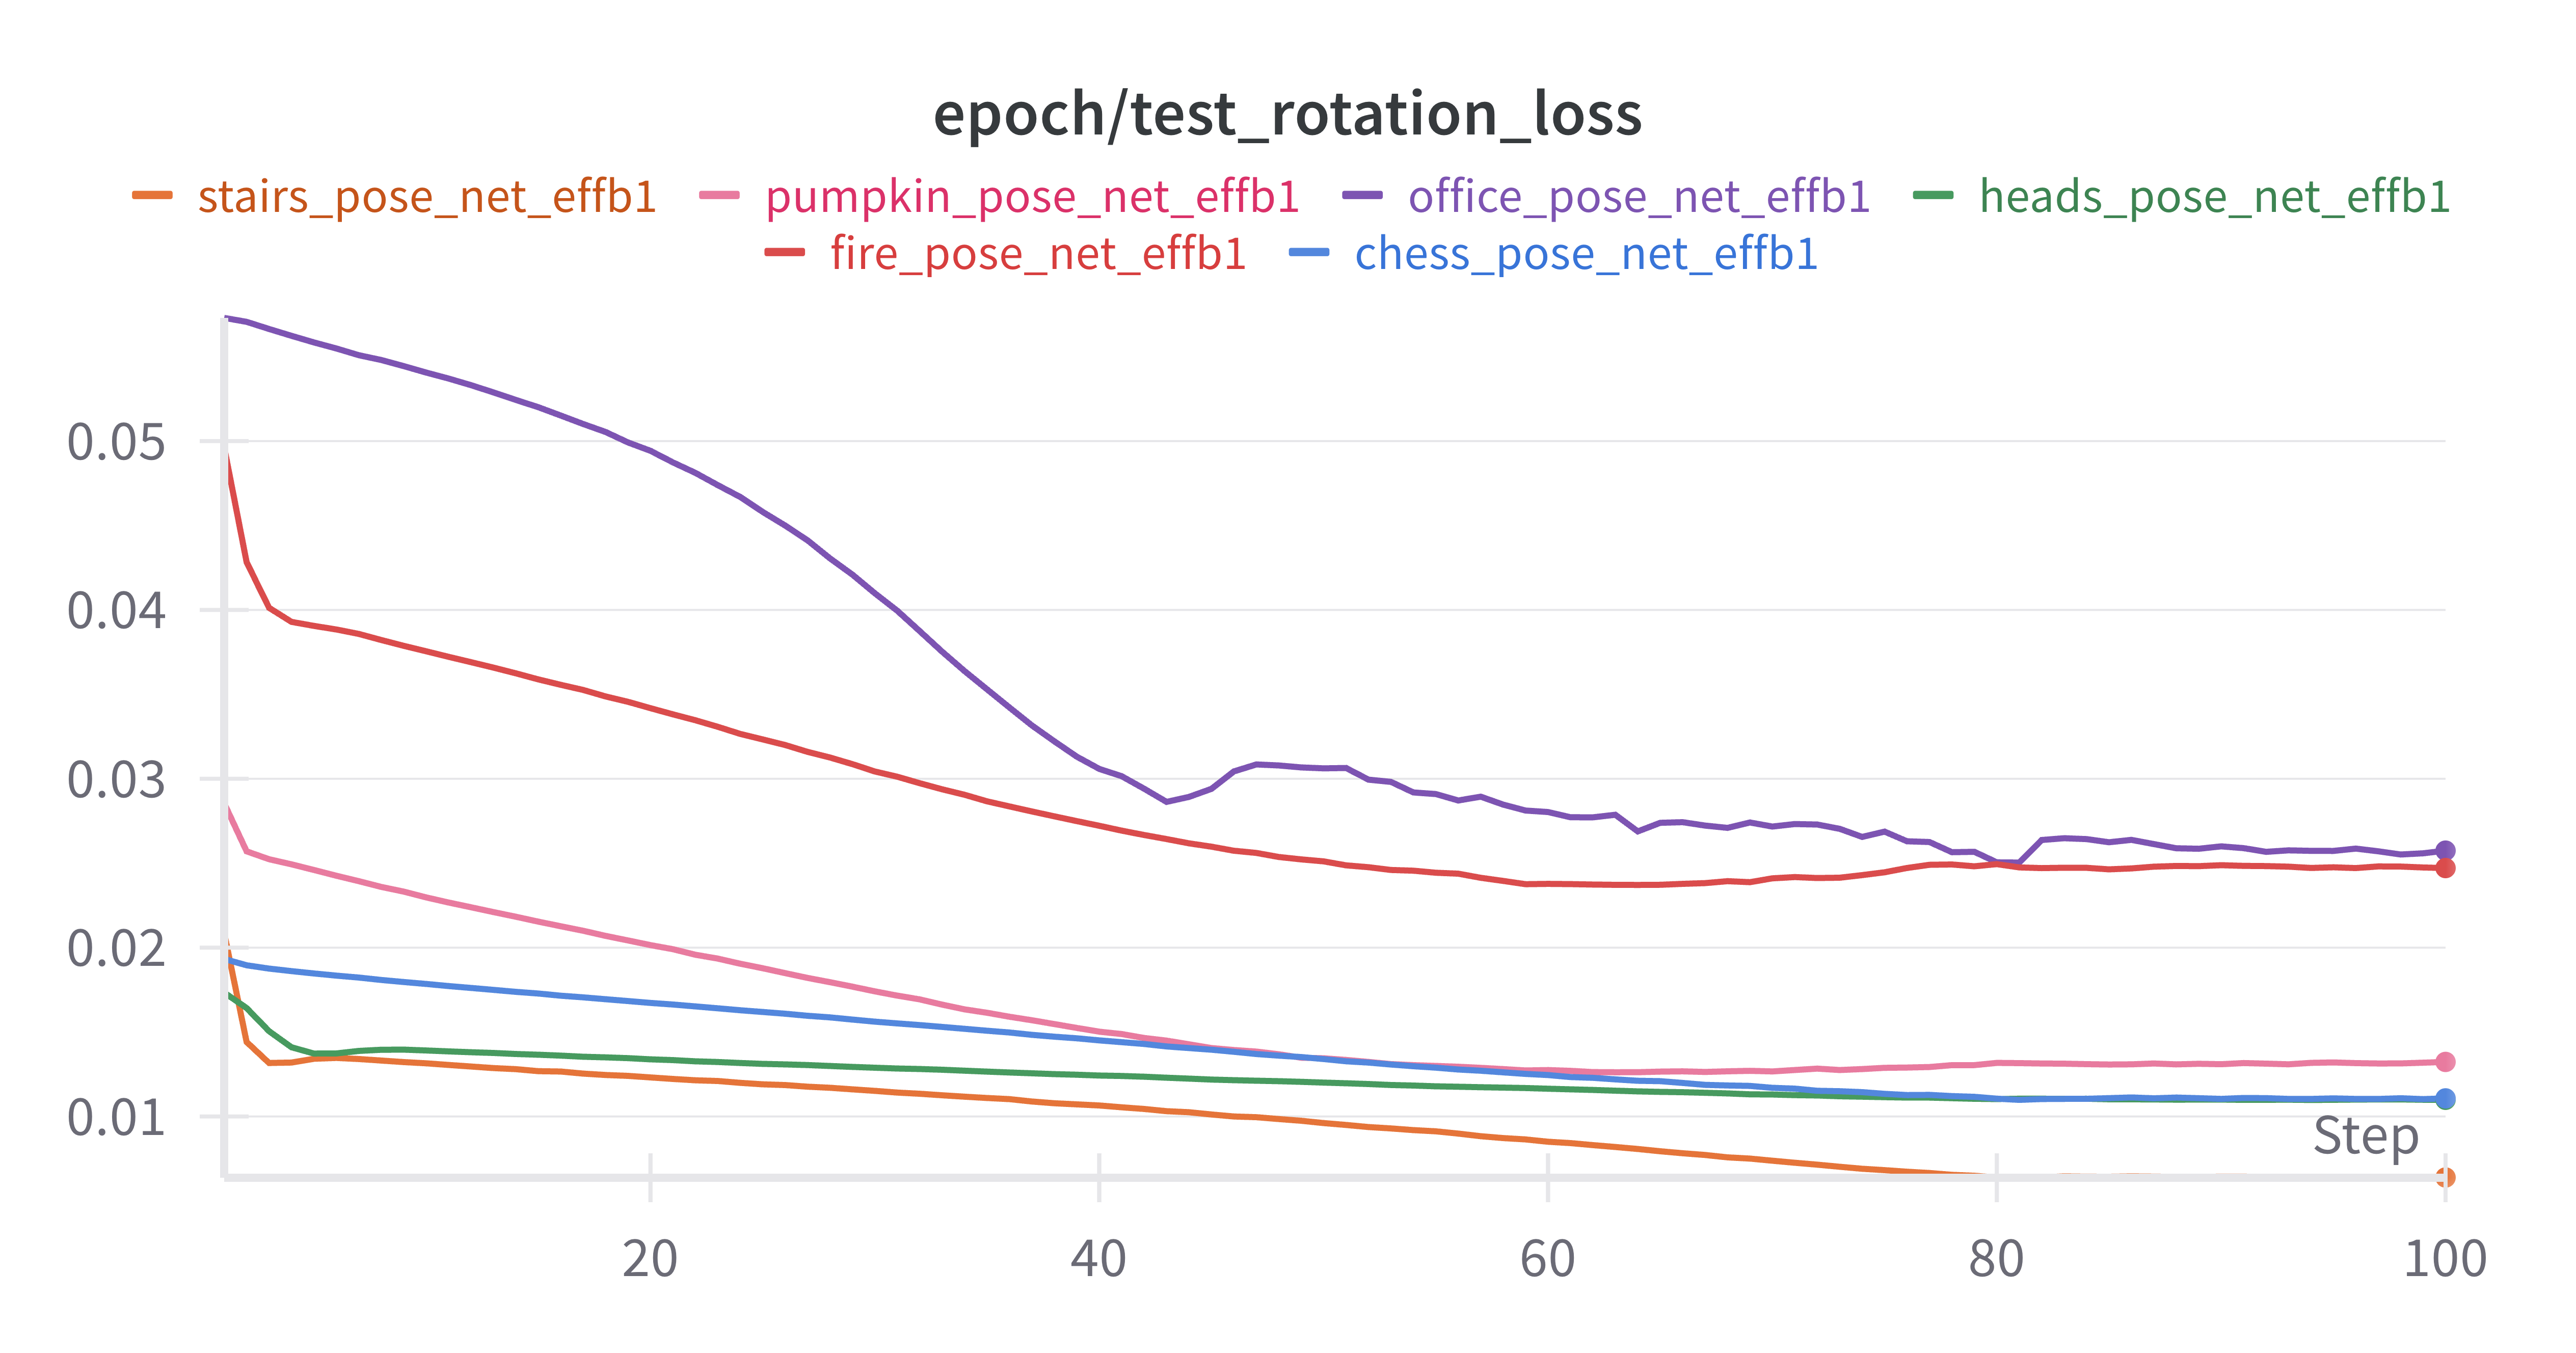 epoch/test_rotation_loss
stairs_pose_net_effb1 pumpkin_pose_net_effb1 office_pose_net_effb1 heads_pose_net_effb1
fire_pose_net_effb1 chess_pose_net_effb1
0.05
0.04
0.03
0.02
0.01
Step
20 40 60 80 100